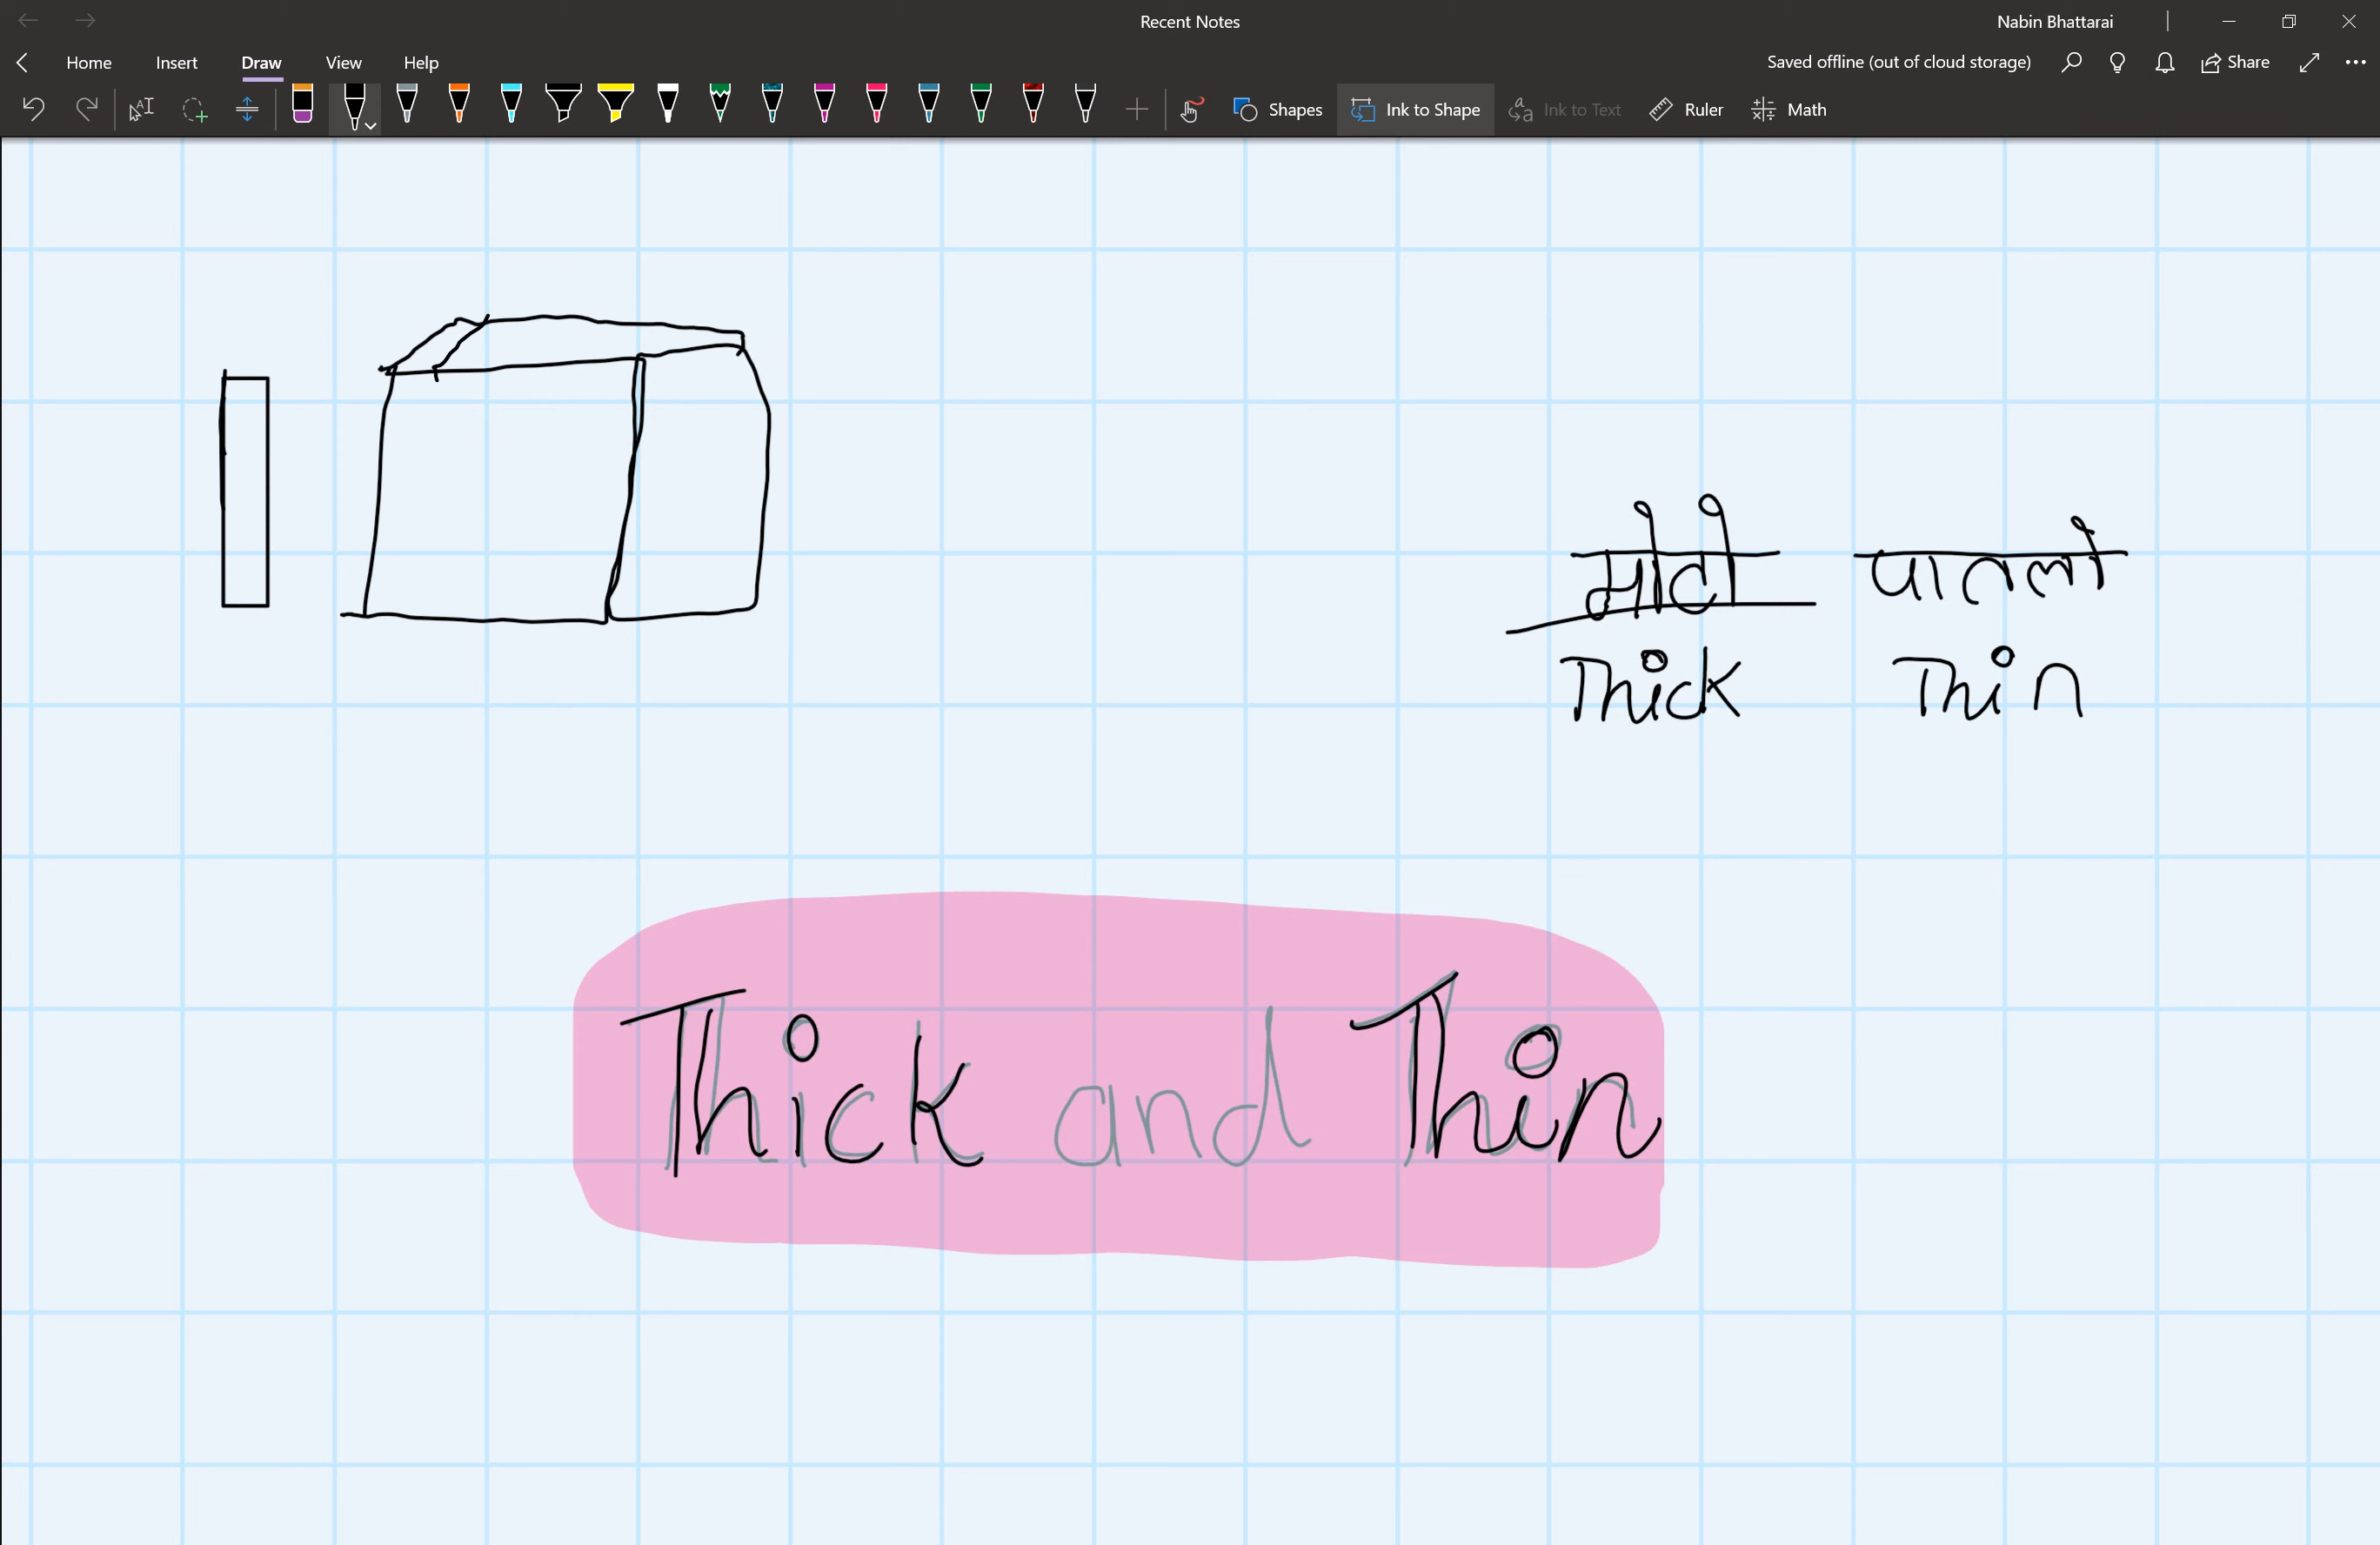 Recent Notes
Nabin Bhattarai
Home Insert Draw View Help
Saved offline (out of cloud storage)
Share
Shapes
Ink to Shape
Ink to Text
Ruler
Math
मोटो पातलो
Thick Thin
Thick and Thin